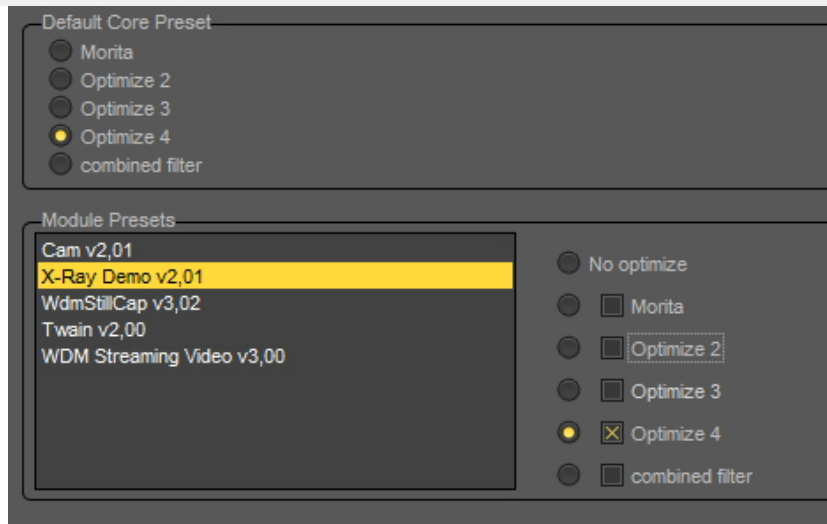 Default Core Preset
Morita
Optimize 2
Optimize 3
Optimize 4
combined filter
Module Presets
Cam v2,01
X-Ray Demo v2,01
WdmStillCap v3,02
Twain v2,00
WDM Streaming Video v3,00
No optimize
Morita
Optimize 2
Optimize 3
Optimize 4
combined filter